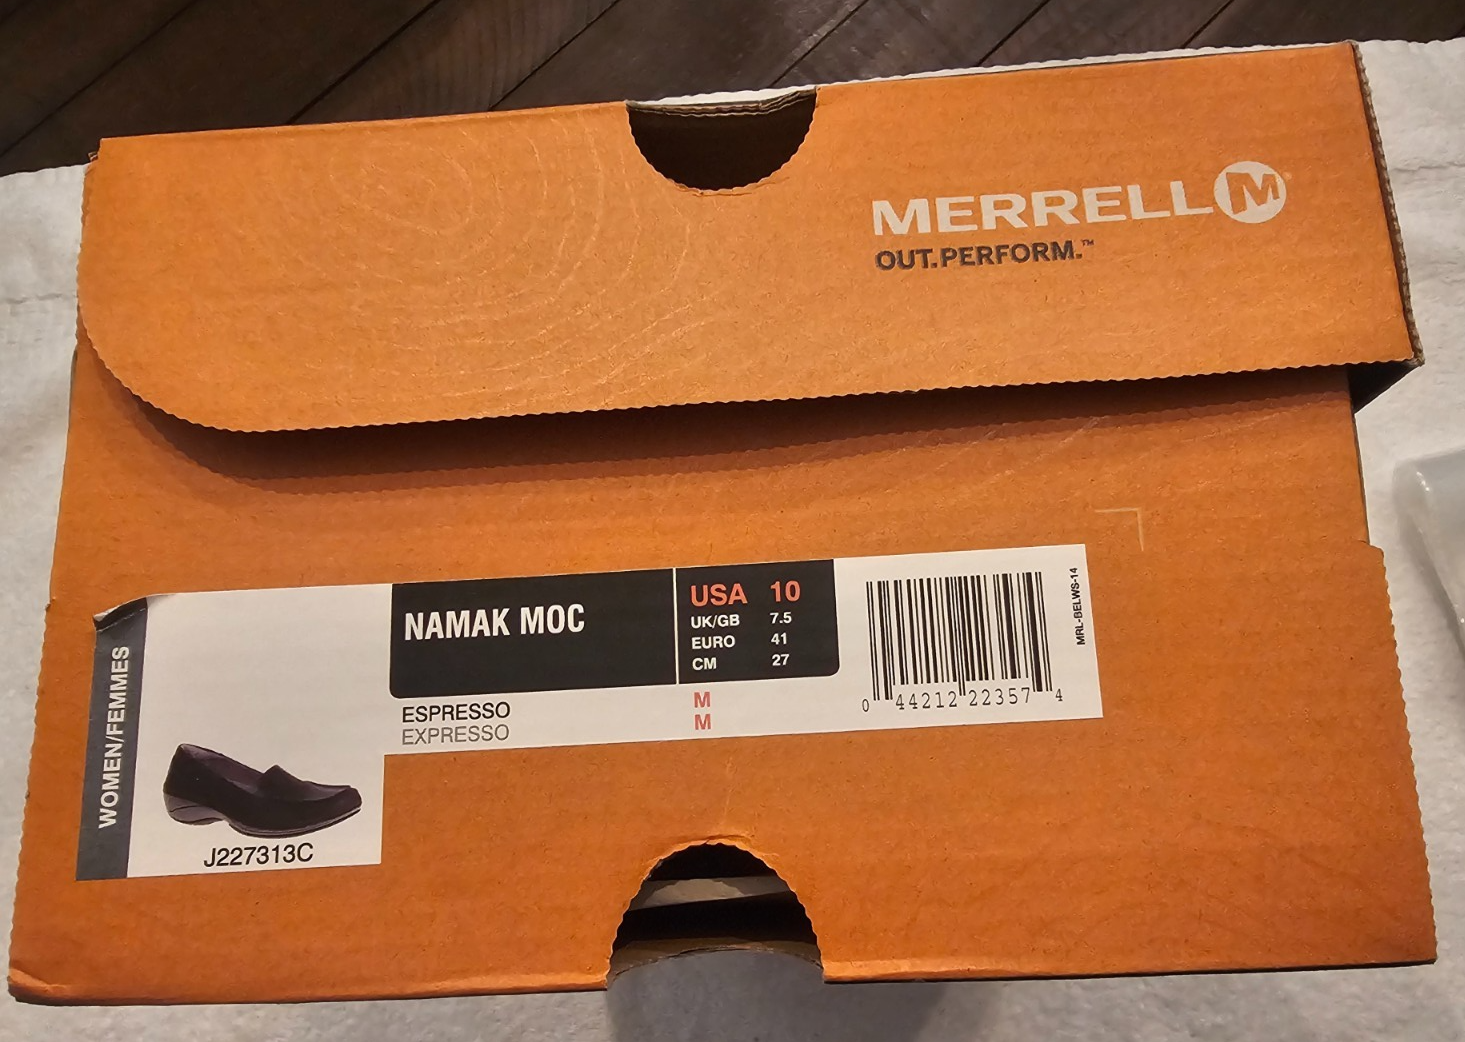 MERRELL M
OUT.PERFORM.™
WOMEN/FEMMES
J227313C
NAMAK MOC
ESPRESSO
EXPRESSO
USA 10
UK/GB 7.5
EURO 41
CM 27
M
M
0 44212 22357 4
MRL-BELWS-14